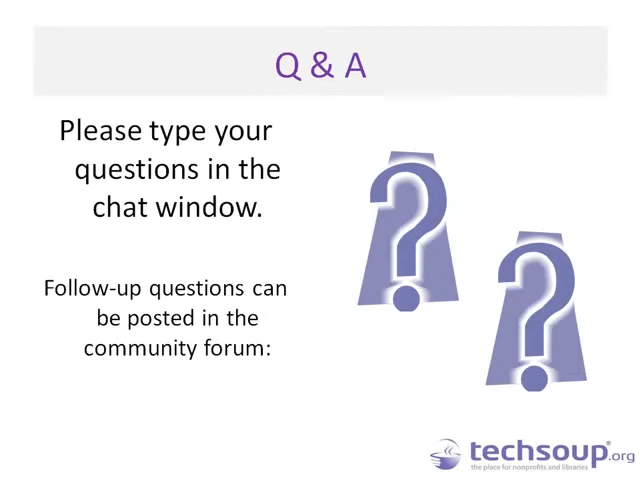 Q & A
Please type your
questions in the
chat window.
Follow-up questions can
be posted in the
community forum:
?
?
techsoup®.org
the place for nonprofits and libraries